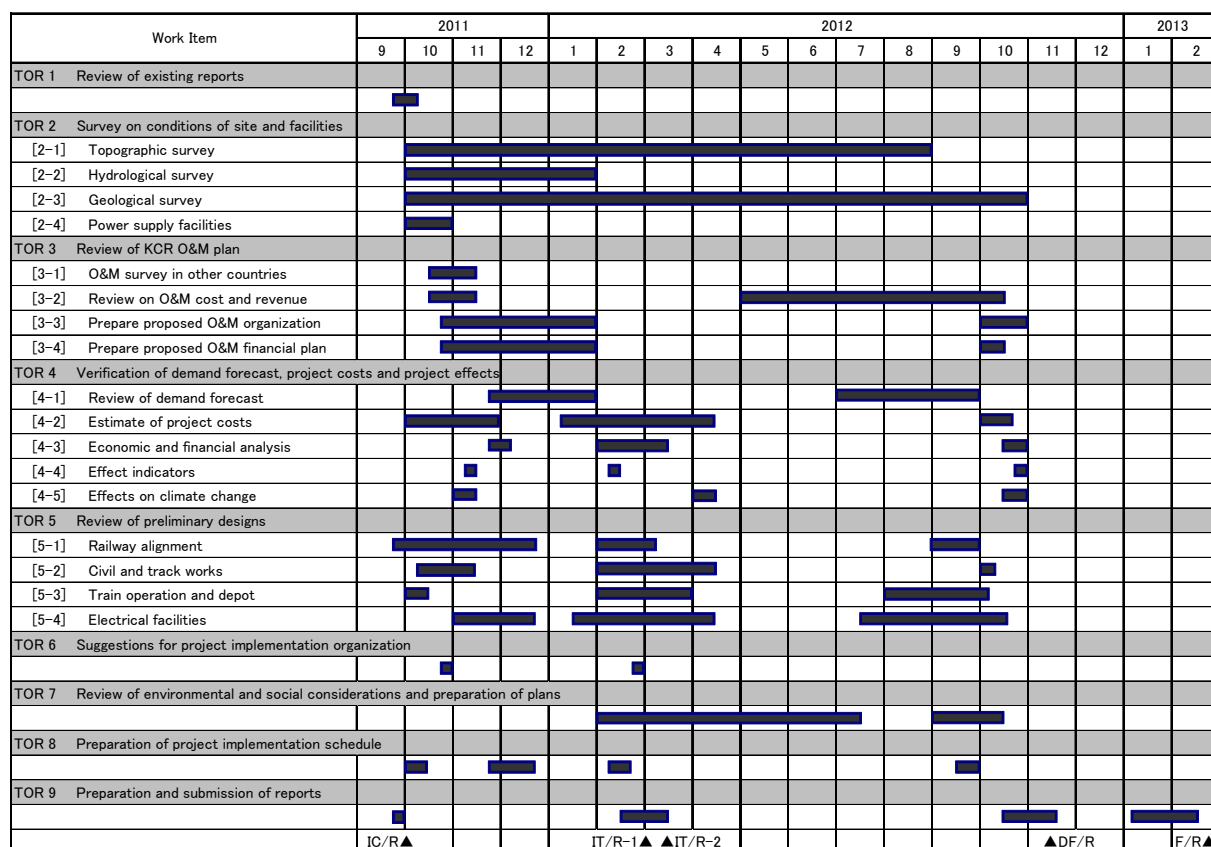 Work Item 2011 2012 2013
9 10 11 12 1 2 3 4 5 6 7 8 9 10 11 12 1 2
TOR 1 Review of existing reports
TOR 2 Survey on conditions of site and facilities
[2-1] Topographic survey
[2-2] Hydrological survey
[2-3] Geological survey
[2-4] Power supply facilities
TOR 3 Review of KCR O&M plan
[3-1] O&M survey in other countries
[3-2] Review on O&M cost and revenue
[3-3] Prepare proposed O&M organization
[3-4] Prepare proposed O&M financial plan
TOR 4 Verification of demand forecast, project costs and project effects
[4-1] Review of demand forecast
[4-2] Estimate of project costs
[4-3] Economic and financial analysis
[4-4] Effect indicators
[4-5] Effects on climate change
TOR 5 Review of preliminary designs
[5-1] Railway alignment
[5-2] Civil and track works
[5-3] Train operation and depot
[5-4] Electrical facilities
TOR 6 Suggestions for project implementation organization
TOR 7 Review of environmental and social considerations and preparation of plans
TOR 8 Preparation of project implementation schedule
TOR 9 Preparation and submission of reports
IC/R▲ IT/R-1▲ ▲IT/R-2 ▲DF/R F/R▲